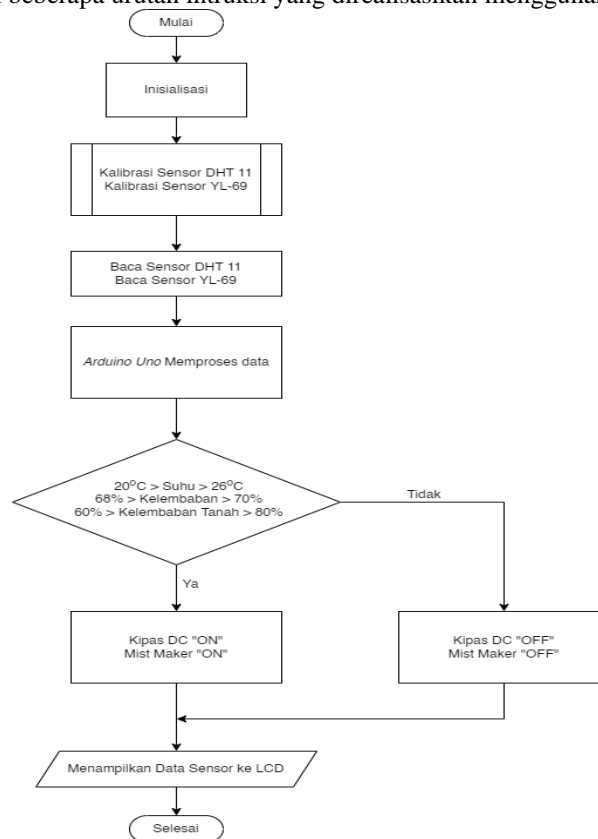 beberapa urutan intruksi yang direalisasikan mengguna
Mulai
Inisialisasi
Kalibrasi Sensor DHT 11
Kalibrasi Sensor YL-69
Baca Sensor DHT 11
Baca Sensor YL-69
Arduino Uno Memproses data
20°C > Suhu > 26°C
68% > Kelembaban > 70%
60% > Kelembaban Tanah > 80%
Tidak
Ya
Kipas DC "ON"
Mist Maker "ON"
Kipas DC "OFF"
Mist Maker "OFF"
Menampilkan Data Sensor ke LCD
Selesai